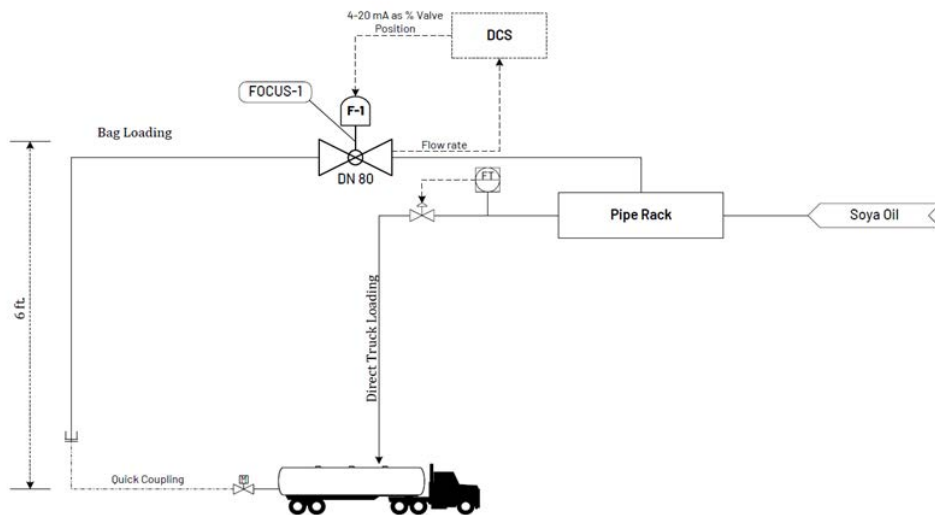 4-20 mA as % Valve
Position
DCS
FOCUS-1
F-1
Bag Loading
Flow rate
DN 80
FT
Pipe Rack
Soya Oil
6 ft.
Direct Truck Loading
Quick Coupling
M